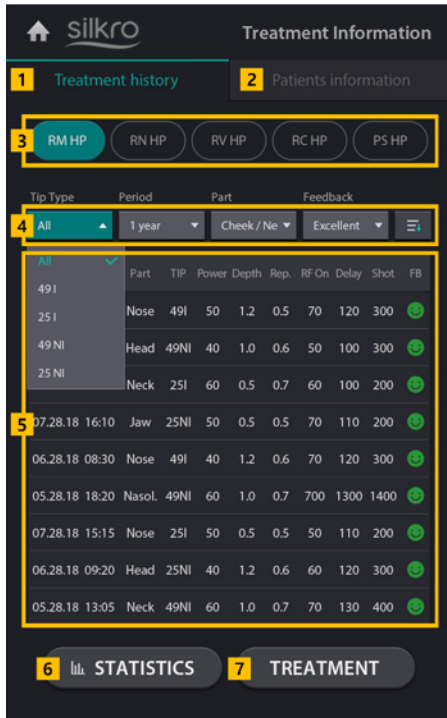 silkro Treatment Information
1 Treatment history 2 Patients information
3 RM HP RN HP RV HP RC HP PS HP
Tip Type Period Part Feedback
4 All 1 year Cheek / Ne Excellent
All Part TIP Power Depth Rep. RF On Delay Shot FB
49 I
Nose 49I 50 1.2 0.5 70 120 300
25 I
49 NI Head 49NI 40 1.0 0.6 50 100 300
25 NI Neck 25I 60 0.5 0.7 60 100 200
5 07.28.18 16:10 Jaw 25NI 50 0.5 0.5 70 110 200
06.28.18 08:30 Nose 49I 40 1.2 0.6 70 120 300
05.28.18 18:20 Nasol. 49NI 60 1.0 0.7 700 1300 1400
07.28.18 15:15 Nose 25I 50 0.5 0.5 50 110 200
06.28.18 09:20 Head 25NI 40 1.2 0.6 60 120 300
05.28.18 13:05 Neck 49NI 60 1.0 0.7 70 130 400
6 STATISTICS 7 TREATMENT